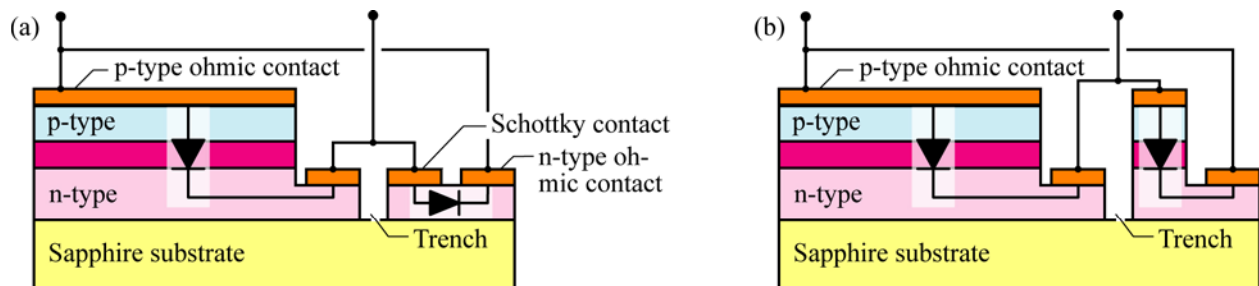 (a)
p-type ohmic contact
p-type
n-type
Schottky contact
n-type oh-
mic contact
Trench
Sapphire substrate
(b)
p-type ohmic contact
p-type
n-type
Trench
Sapphire substrate